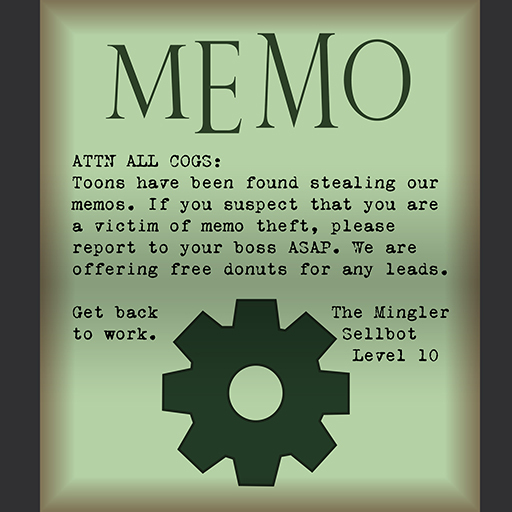 MEMO
ATTN ALL COGS:
Toons have been found stealing our
memos. If you suspect that you are
a victim of memo theft, please
report to your boss ASAP. We are
offering free donuts for any leads.
Get back
to work.
The Mingler
Sellbot
Level 10